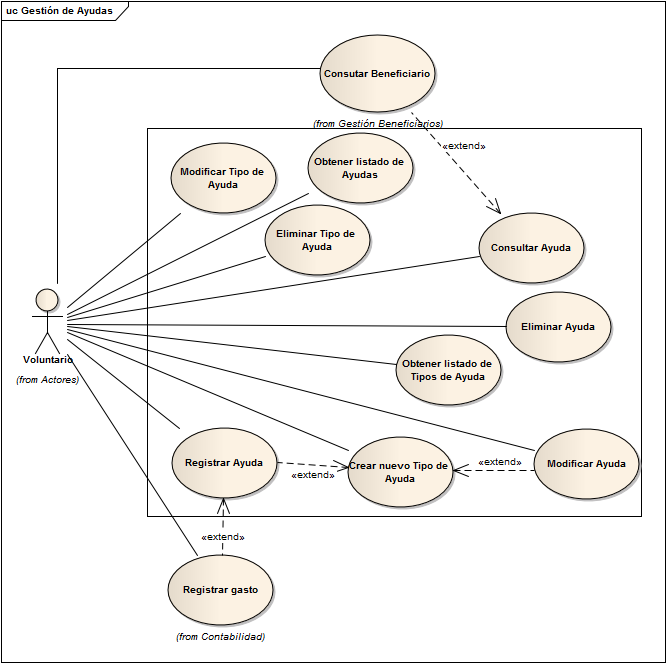 uc Gestión de Ayudas
Consutar Beneficiario
(from Gestión Beneficiarios)
«extend»
Modificar Tipo de
Ayuda
Obtener listado de
Ayudas
Eliminar Tipo de
Ayuda
Consultar Ayuda
Eliminar Ayuda
Voluntario
(from Actores)
Obtener listado de
Tipos de Ayuda
Registrar Ayuda
«extend»
Crear nuevo Tipo de
Ayuda
«extend»
Modificar Ayuda
«extend»
Registrar gasto
(from Contabilidad)